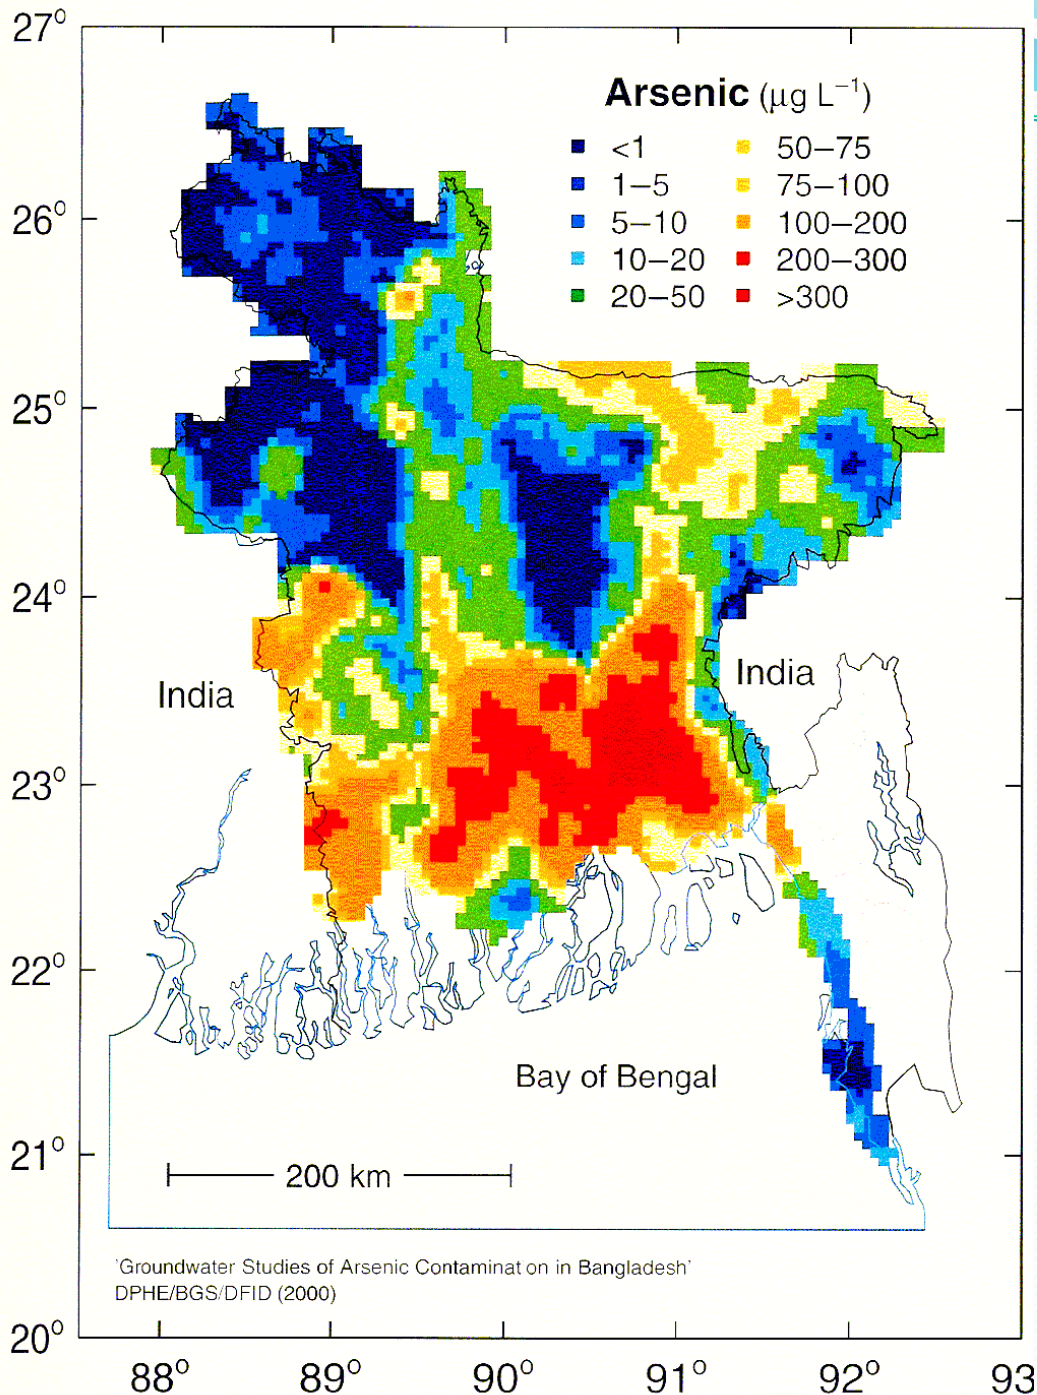 27°
Arsenic (µg L⁻¹)
<1
50–75
1–5
75–100
26°
5–10
100–200
10–20
200–300
20–50
>300
25°
24°
India
India
23°
22°
Bay of Bengal
21°
200 km
'Groundwater Studies of Arsenic Contaminat on in Bangladesh'
DPHE/BGS/DFID (2000)
20°
88° 89° 90° 91° 92° 93